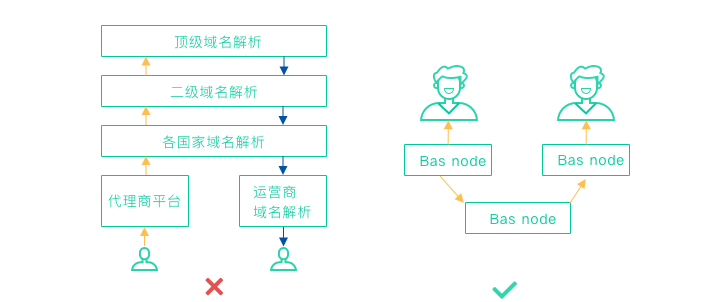 顶级域名解析
二级域名解析
各国家域名解析
代理商平台
运营商
域名解析
Bas node
Bas node
Bas node